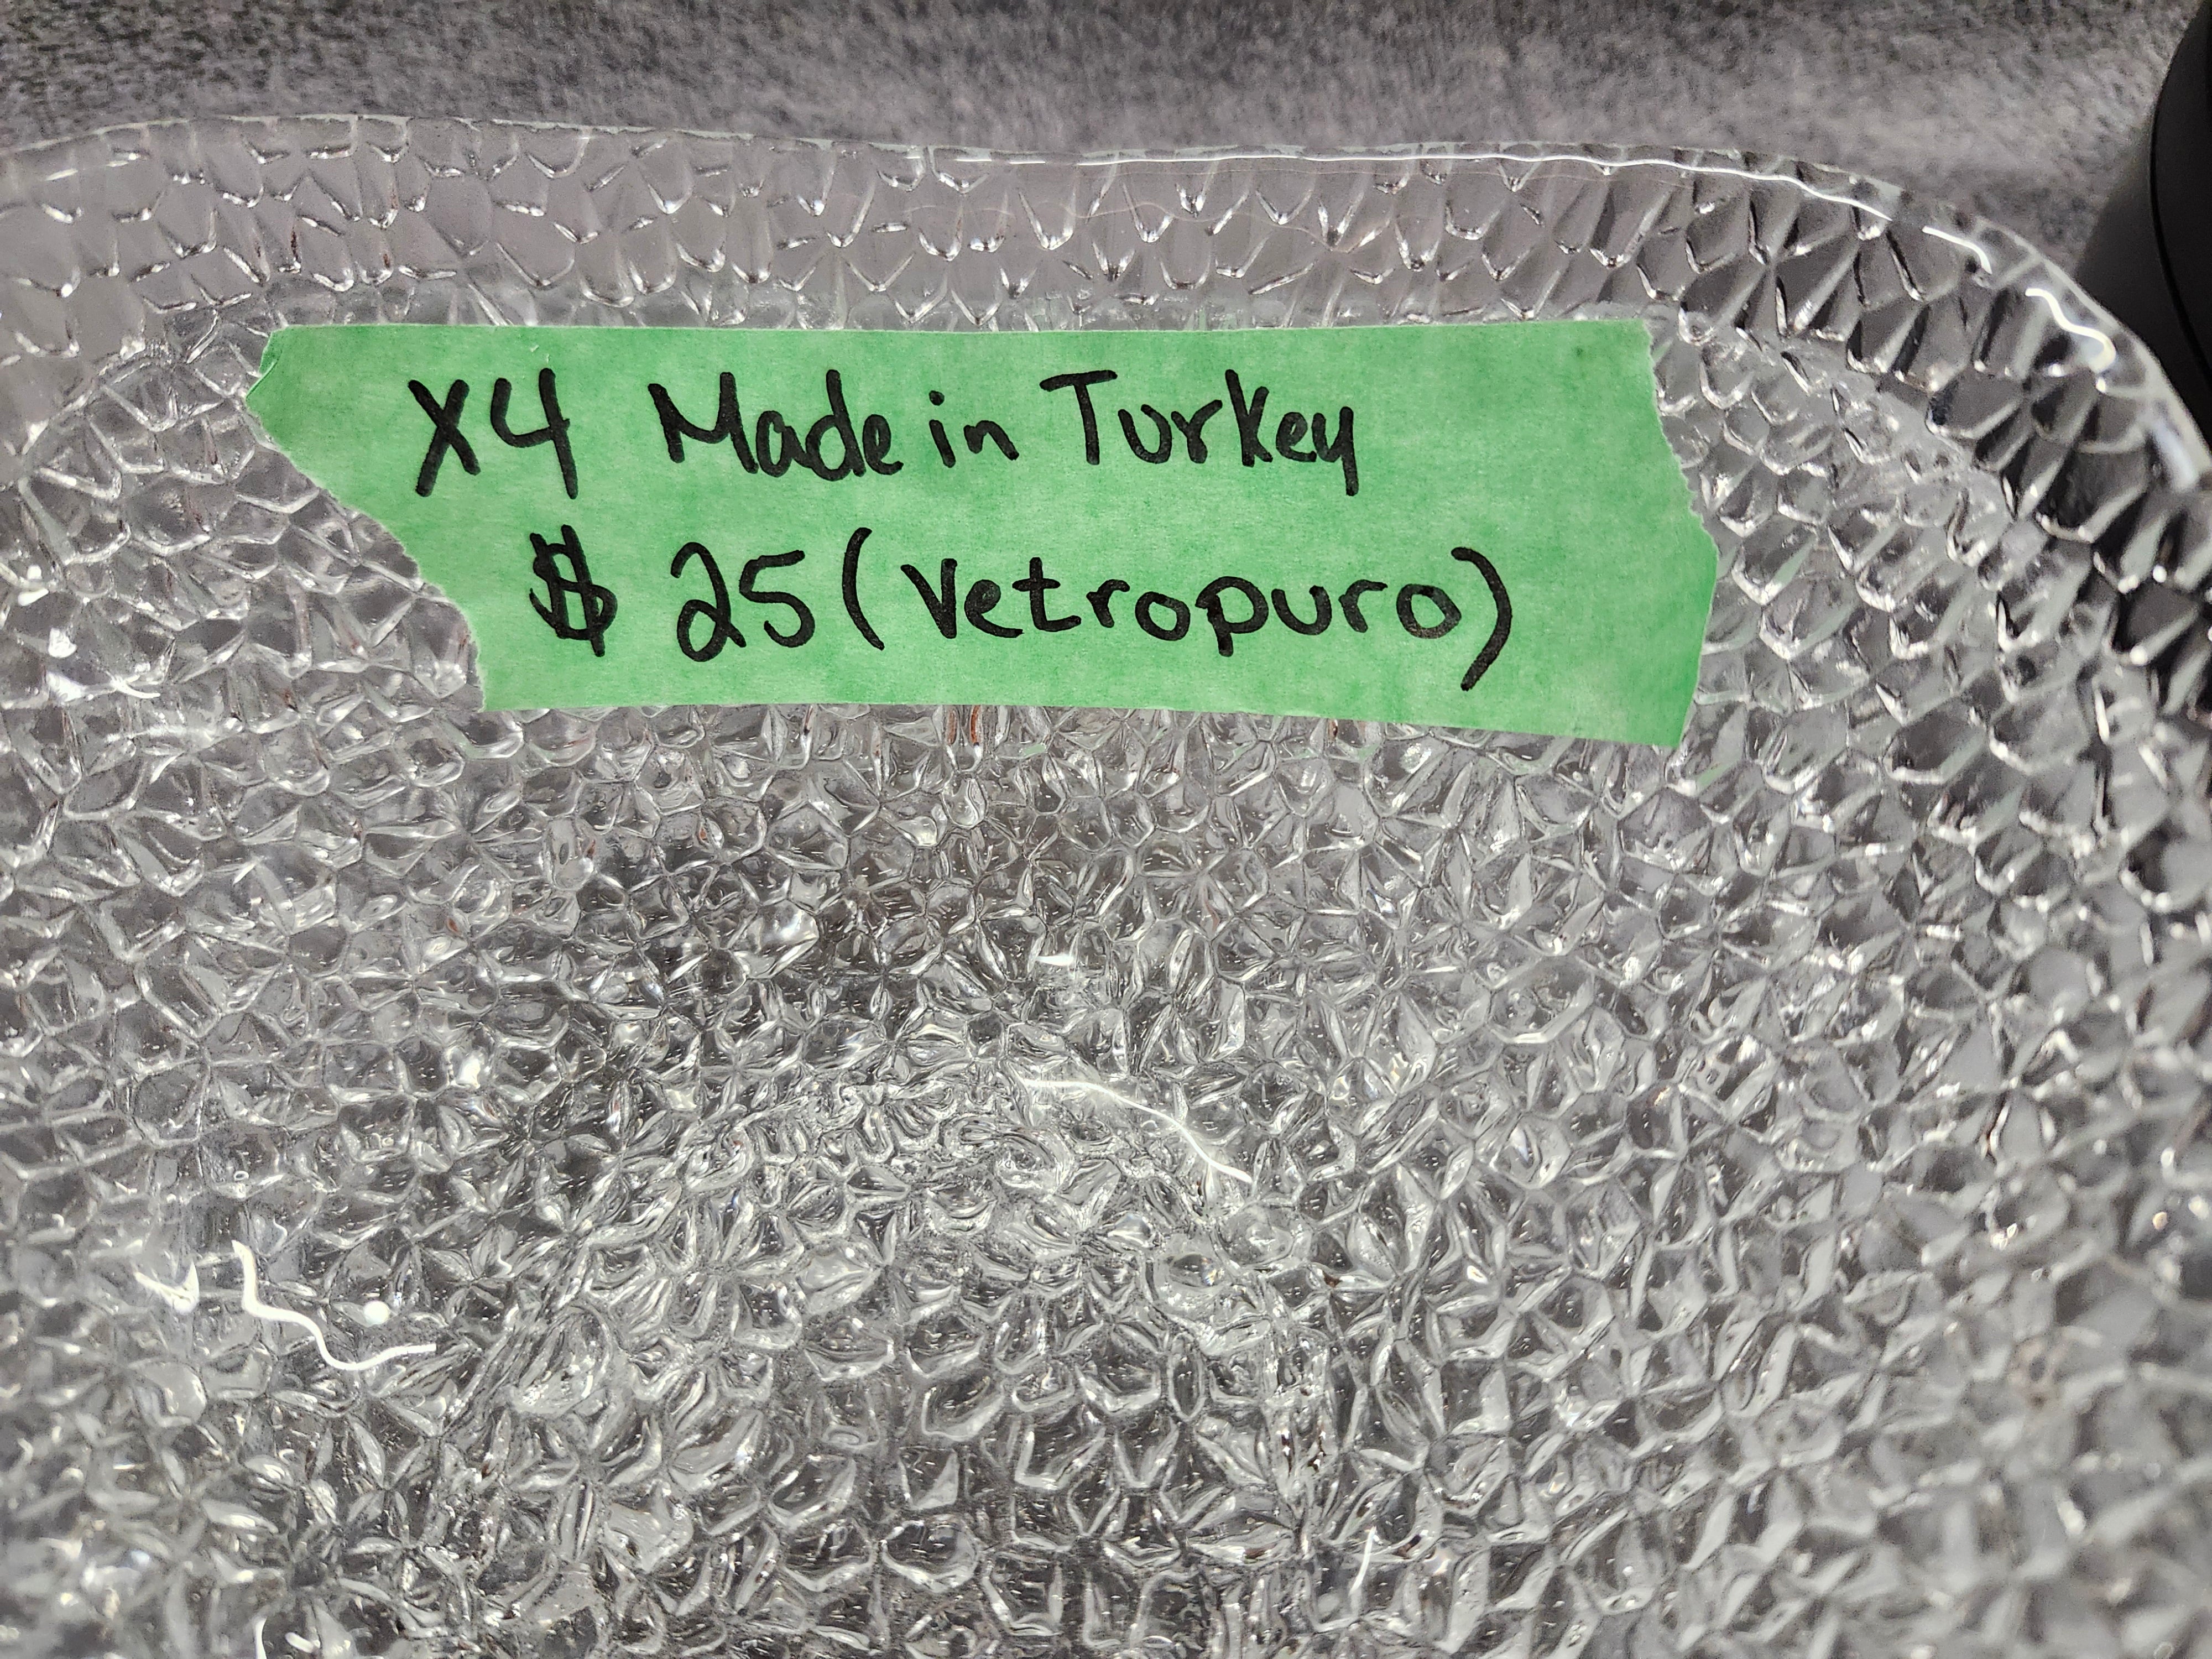 X4 Made in Turkey
$ 25 (Vetropuro)